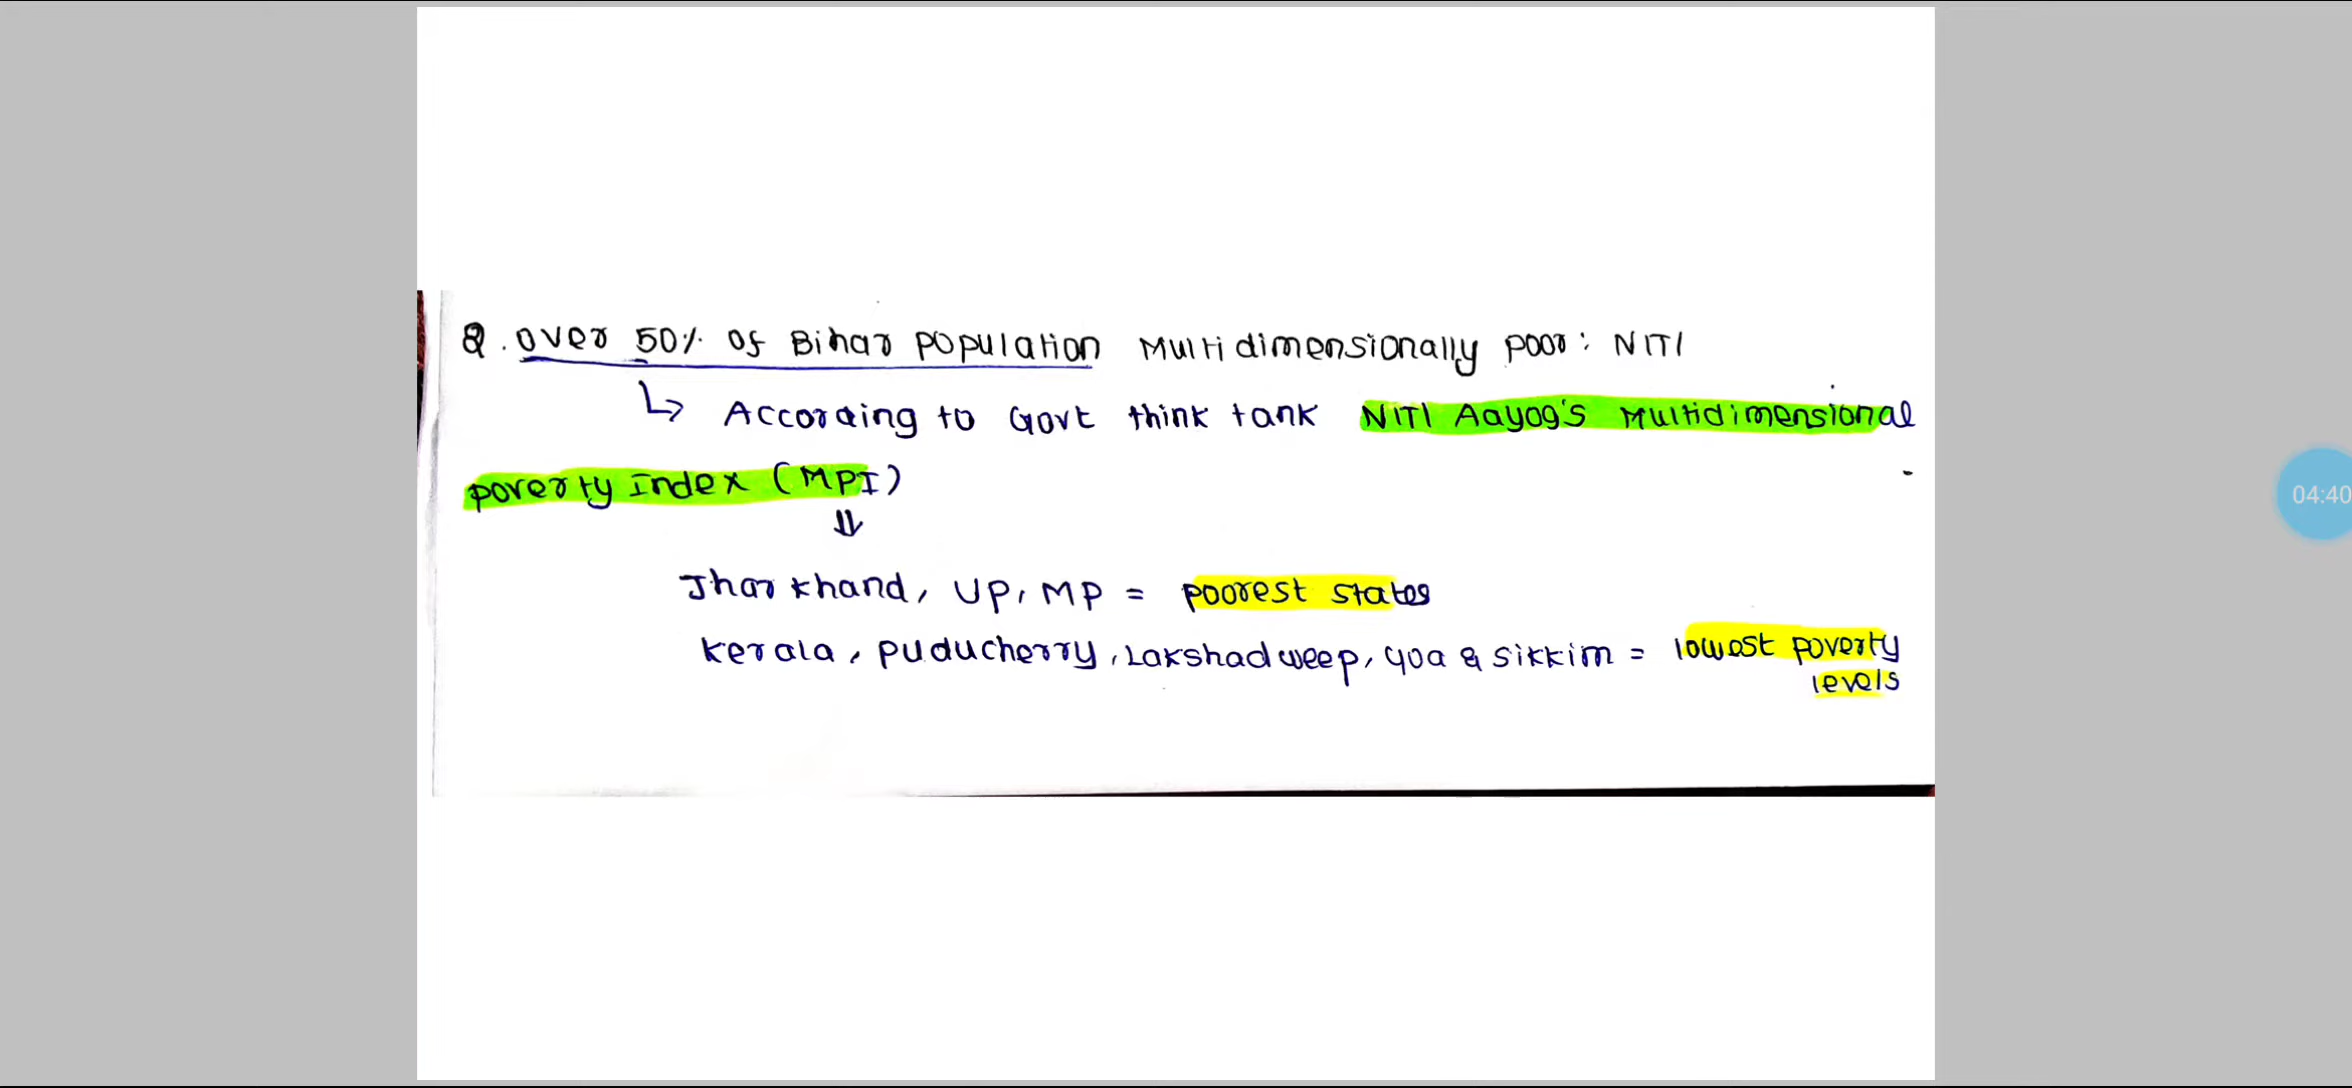 Q. Over 50% of Bihar population Multidimensionally poor: NITI
↳ According to Govt think tank NITI Aayog's Multidimensional
poverty Index (MPI)
⇓
Jharkhand, UP, MP = poorest states
Kerala, Puducherry, Lakshadweep, Goa & Sikkim = lowest poverty
levels
04:40